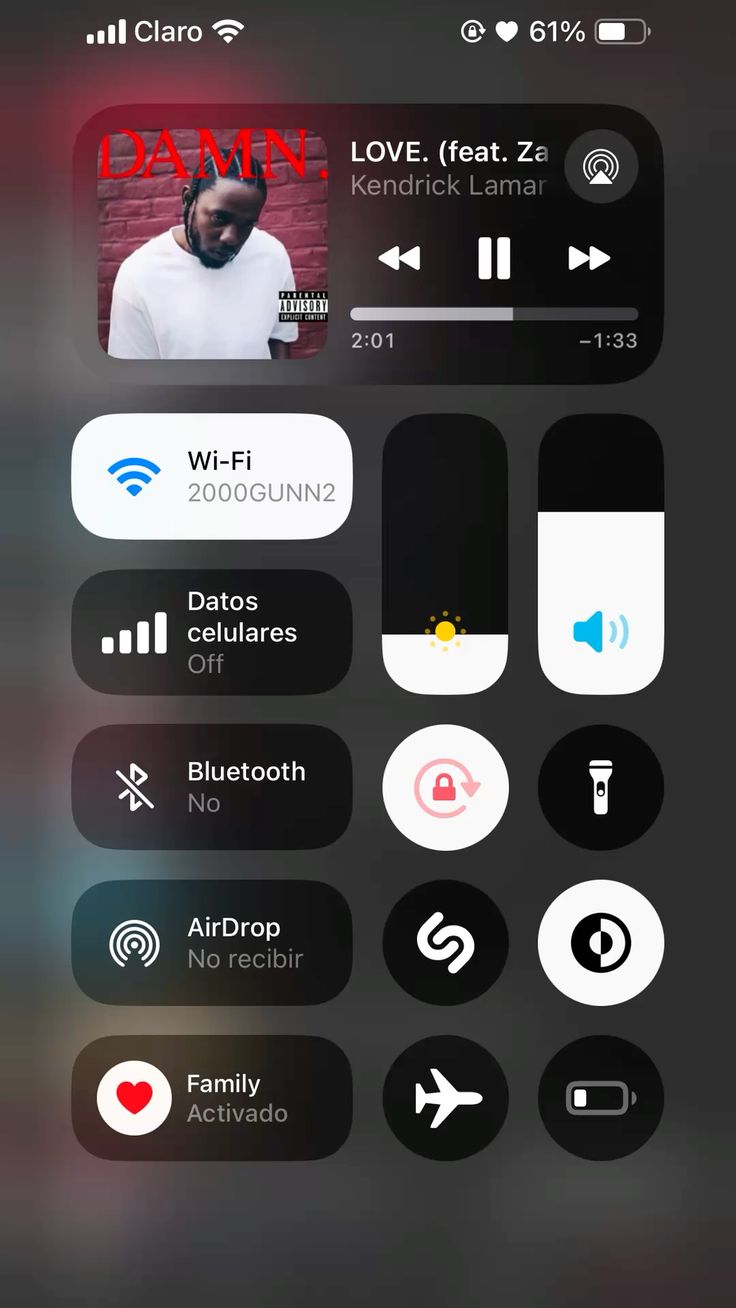 Claro
61%
DAMN.
LOVE. (feat. Za
Kendrick Lamar
PARENTAL
ADVISORY
EXPLICIT CONTENT
2:01
−1:33
Wi-Fi
2000GUNN2
Datos
celulares
Off
Bluetooth
No
AirDrop
No recibir
Family
Activado